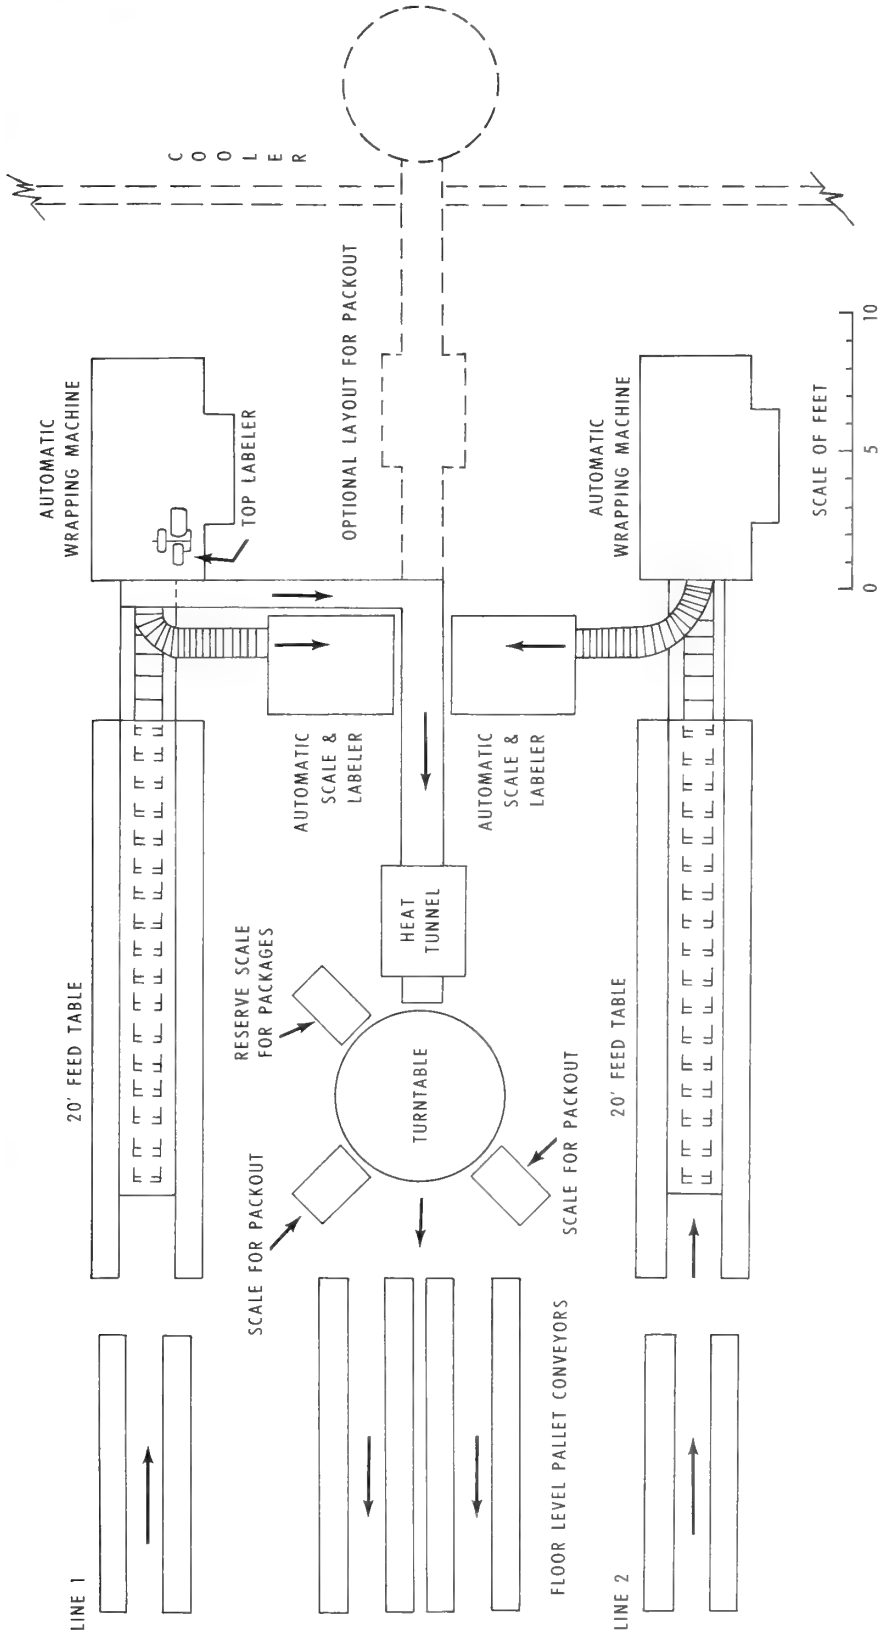 LINE 1
20' FEED TABLE
AUTOMATIC
WRAPPING MACHINE
TOP LABELER
COOLER
SCALE FOR PACKOUT
RESERVE SCALE
FOR PACKAGES
AUTOMATIC
SCALE &
LABELER
OPTIONAL LAYOUT FOR PACKOUT
TURNTABLE
HEAT
TUNNEL
AUTOMATIC
SCALE &
LABELER
FLOOR LEVEL PALLET CONVEYORS
SCALE FOR PACKOUT
LINE 2
20' FEED TABLE
AUTOMATIC
WRAPPING MACHINE
SCALE OF FEET
0 5 10